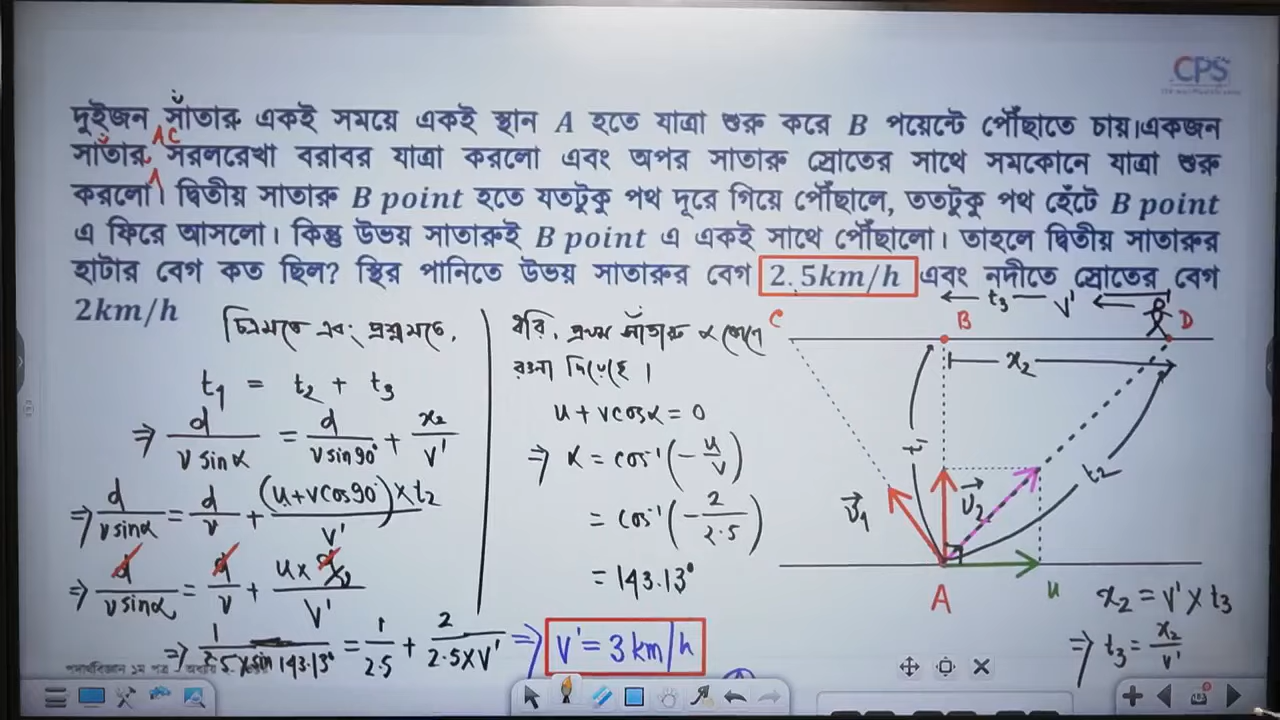 CPS
দুইজন সাঁতারু একই সময়ে একই স্থান A হতে যাত্রা শুরু করে B পয়েন্টে পৌঁছাতে চায়।একজন
সাঁতারু AC সরলরেখা বরাবর যাত্রা করলো এবং অপর সাতারু স্রোতের সাথে সমকোনে যাত্রা শুরু
করলো। দ্বিতীয় সাতারু B point হতে যতটুকু পথ দূরে গিয়ে পৌঁছালে, ততটুকু পথ হেঁটে B point
এ ফিরে আসলো। কিন্তু উভয় সাতারুই B point এ একই সাথে পৌঁছালো। তাহলে দ্বিতীয় সাতারুর
হাটার বেগ কত ছিল? স্থির পানিতে উভয় সাতারুর বেগ 2.5km/h এবং নদীতে স্রোতের বেগ
2km/h
চিত্রমতে এবং প্রশ্নমতে,
t₁ = t₂ + t₃
⇒ d/(v sinα) = d/(v sin90°) + x₂/v'
⇒ d/(v sinα) = d/v + ((u+vcos90°)×t₂)/v'
⇒ d/(v sinα) = d/v + (u× d/v)/v'
⇒ 1/(2.5×sin143.13°) = 1/2.5 + 2/(2.5×v') ⇒ v' = 3 km/h
ধরি, প্রথম সাঁতারু α কোণে
রওনা দিয়েছে।
u + vcosα = 0
⇒ α = cos⁻¹(-u/v)
= cos⁻¹(-2/2.5)
= 143.13°
t₃ v'
C B D
x₂
t₁ t₂
v₁ v₂
A u
x₂ = v' × t₃
⇒ t₃ = x₂/v'